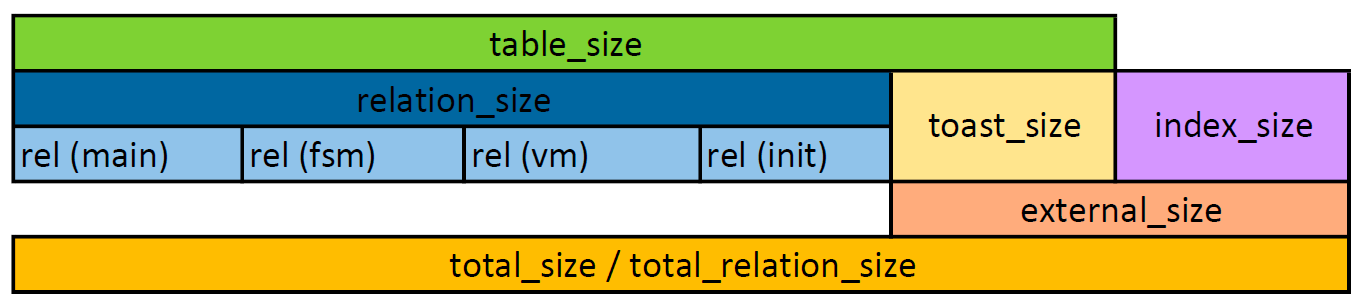 table_size
relation_size
toast_size
index_size
rel (main)
rel (fsm)
rel (vm)
rel (init)
external_size
total_size / total_relation_size